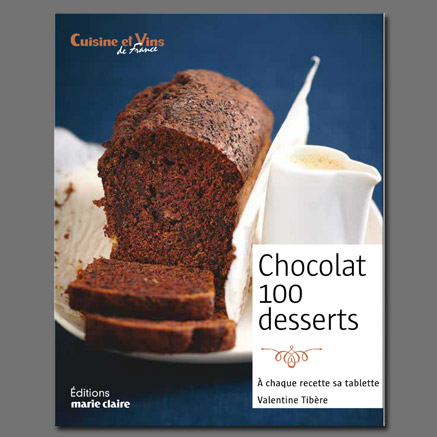 Cuisine et Vins
de France
Chocolat
100
desserts
À chaque recette sa tablette
Valentine Tibère
Éditions
marie claire